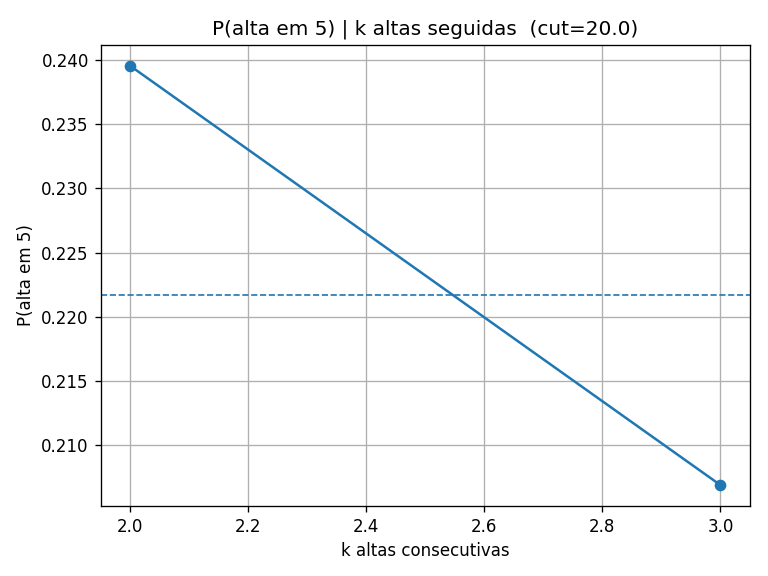 P(alta em 5) | k altas seguidas  (cut=20.0)
P(alta em 5)
0.240
0.235
0.230
0.225
0.220
0.215
0.210
2.0 2.2 2.4 2.6 2.8 3.0
k altas consecutivas